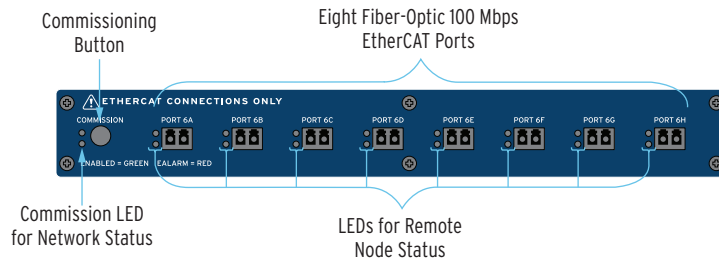 Commissioning
Button
Eight Fiber-Optic 100 Mbps
EtherCAT Ports
ETHERCAT CONNECTIONS ONLY
COMMISSION
PORT 6A
PORT 6B
PORT 6C
PORT 6D
PORT 6E
PORT 6F
PORT 6G
PORT 6H
ENABLED = GREEN
EALARM = RED
Commission LED
for Network Status
LEDs for Remote
Node Status